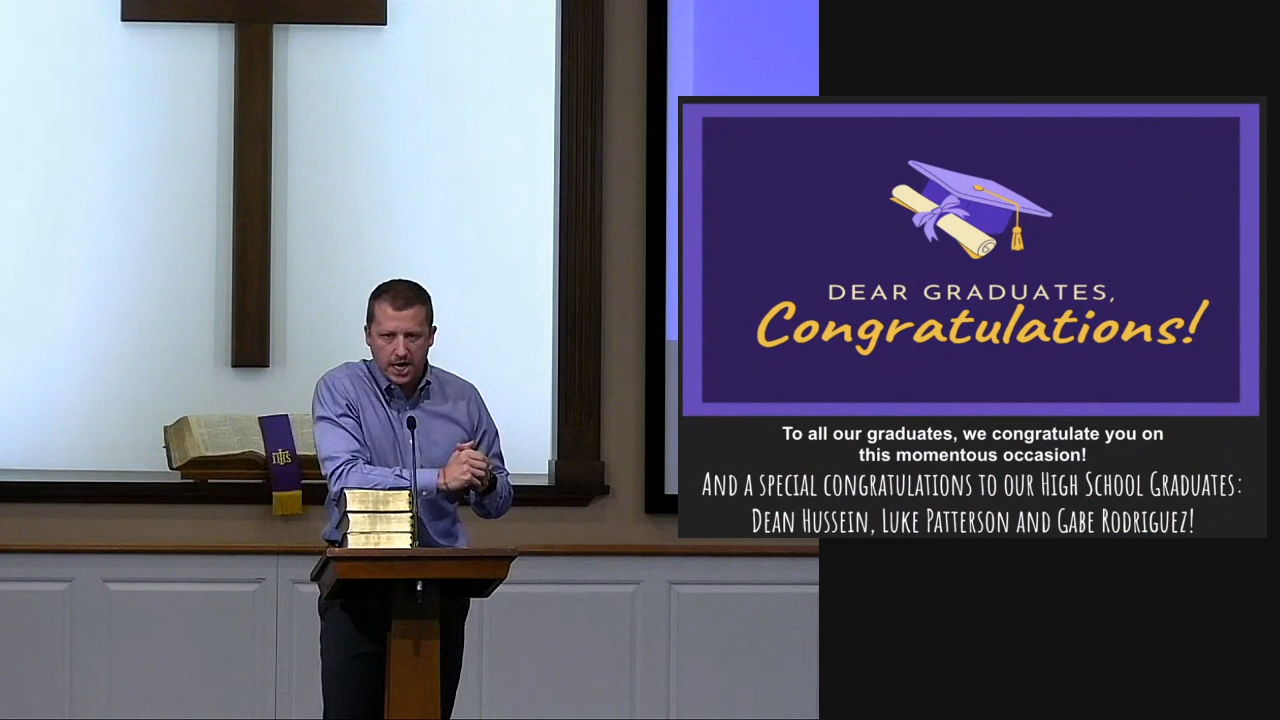 IHS
DEAR GRADUATES,
Congratulations!
To all our graduates, we congratulate you on
this momentous occasion!
And a special congratulations to our High School Graduates:
Dean Hussein, Luke Patterson and Gabe Rodriguez!